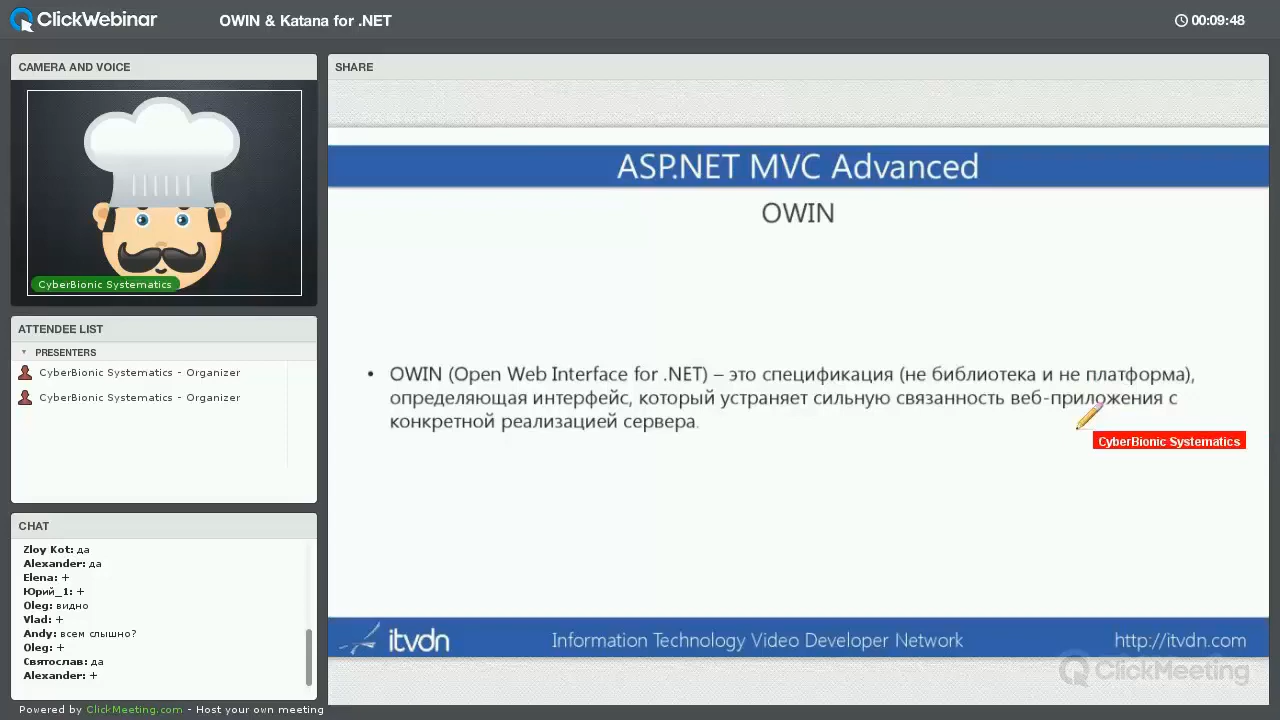 ClickWebinar
OWIN & Katana for .NET
00:09:48
CAMERA AND VOICE
CyberBionic Systematics
ATTENDEE LIST
PRESENTERS
CyberBionic Systematics - Organizer
CyberBionic Systematics - Organizer
CHAT
Zloy Kot: да
Alexander: да
Elena: +
Юрий_1: +
Oleg: видно
Vlad: +
Andy: всем слышно?
Oleg: +
Святослав: да
Alexander: +
SHARE
ASP.NET MVC Advanced
OWIN
• OWIN (Open Web Interface for .NET) – это спецификация (не библиотека и не платформа),
определяющая интерфейс, который устраняет сильную связанность веб-приложения с
конкретной реализацией сервера.
CyberBionic Systematics
itvdn
Information Technology Video Developer Network
http://itvdn.com
ClickMeeting
Powered by ClickMeeting.com - Host your own meeting